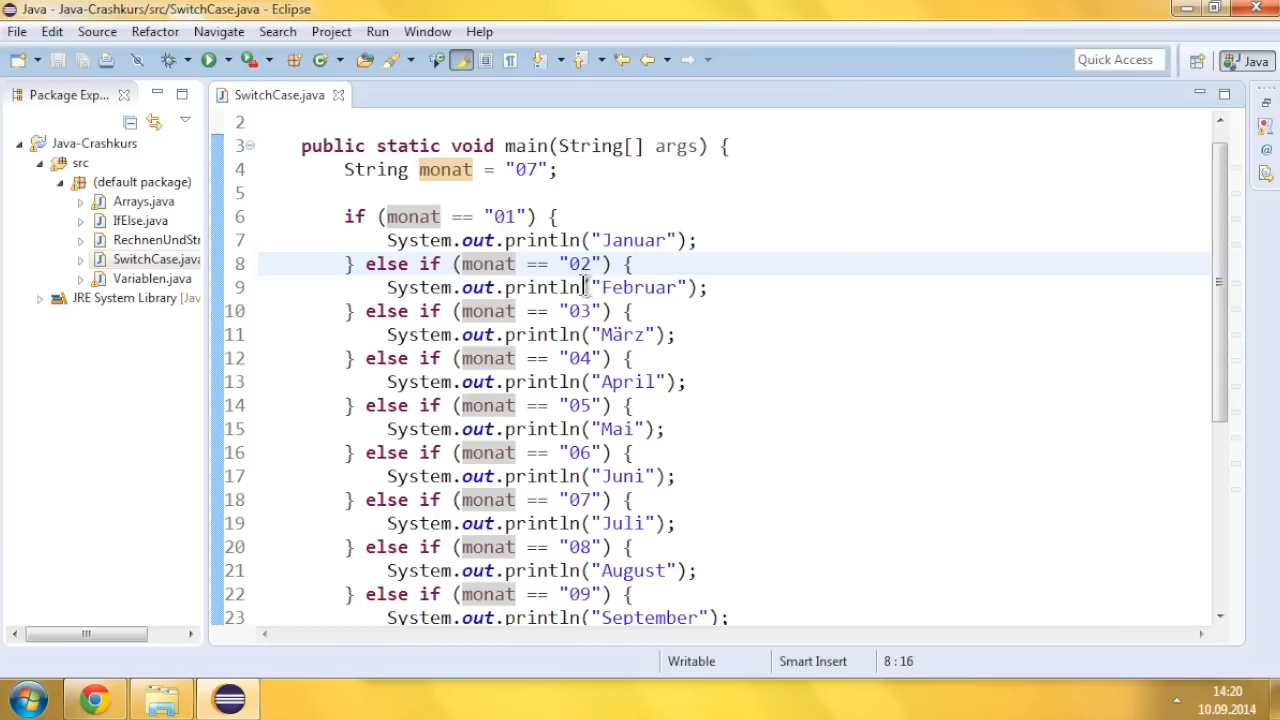 Java - Java-Crashkurs/src/SwitchCase.java - Eclipse
File Edit Source Refactor Navigate Search Project Run Window Help
Quick Access
Java
Package Exp...
SwitchCase.java
Java-Crashkurs
src
(default package)
Arrays.java
IfElse.java
RechnenUndStr
SwitchCase.java
Variablen.java
JRE System Library [Jav
2
3 public static void main(String[] args) {
4 String monat = "07";
5
6 if (monat == "01") {
7 System.out.println("Januar");
8 } else if (monat == "02") {
9 System.out.println("Februar");
10 } else if (monat == "03") {
11 System.out.println("März");
12 } else if (monat == "04") {
13 System.out.println("April");
14 } else if (monat == "05") {
15 System.out.println("Mai");
16 } else if (monat == "06") {
17 System.out.println("Juni");
18 } else if (monat == "07") {
19 System.out.println("Juli");
20 } else if (monat == "08") {
21 System.out.println("August");
22 } else if (monat == "09") {
23 System.out.println("September");
Writable Smart Insert 8 : 16
14:20
10.09.2014